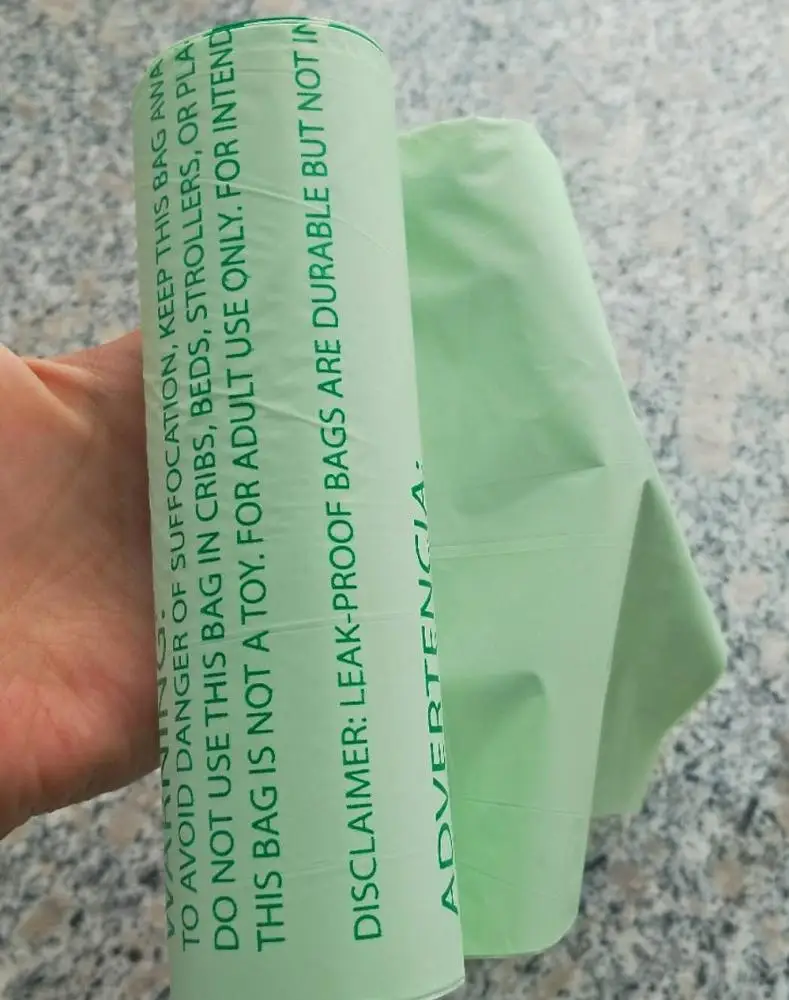 WARNING:
TO AVOID DANGER OF SUFFOCATION, KEEP THIS BAG AWA
DO NOT USE THIS BAG IN CRIBS, BEDS, STROLLERS, OR PLA
THIS BAG IS NOT A TOY. FOR ADULT USE ONLY. FOR INTEND
DISCLAIMER: LEAK-PROOF BAGS ARE DURABLE BUT NOT IN
ADVERTENCIA: